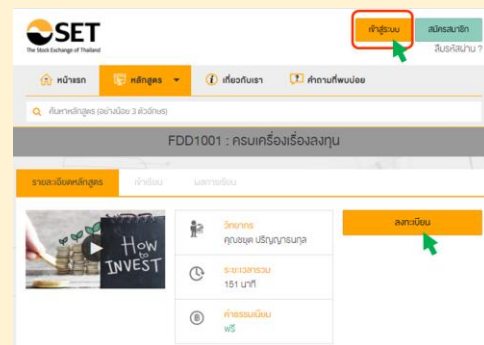 SET
The Stock Exchange of Thailand
เข้าสู่ระบบ
สมัครสมาชิก
ลืมรหัสผ่าน ?
หน้าแรก
หลักสูตร
เกี่ยวกับเรา
คำถามที่พบบ่อย
ค้นหาหลักสูตร (อย่างน้อย 3 ตัวอักษร)
FDD1001 : ครบเครื่องเรื่องลงทุน
รายละเอียดหลักสูตร
เข้าเรียน
ผลการเรียน
How
to
INVEST
วิทยากร
คุณชยุต ปริญญาธนกุล
ระยะเวลารวม
151 นาที
ค่าธรรมเนียม
ฟรี
ลงทะเบียน